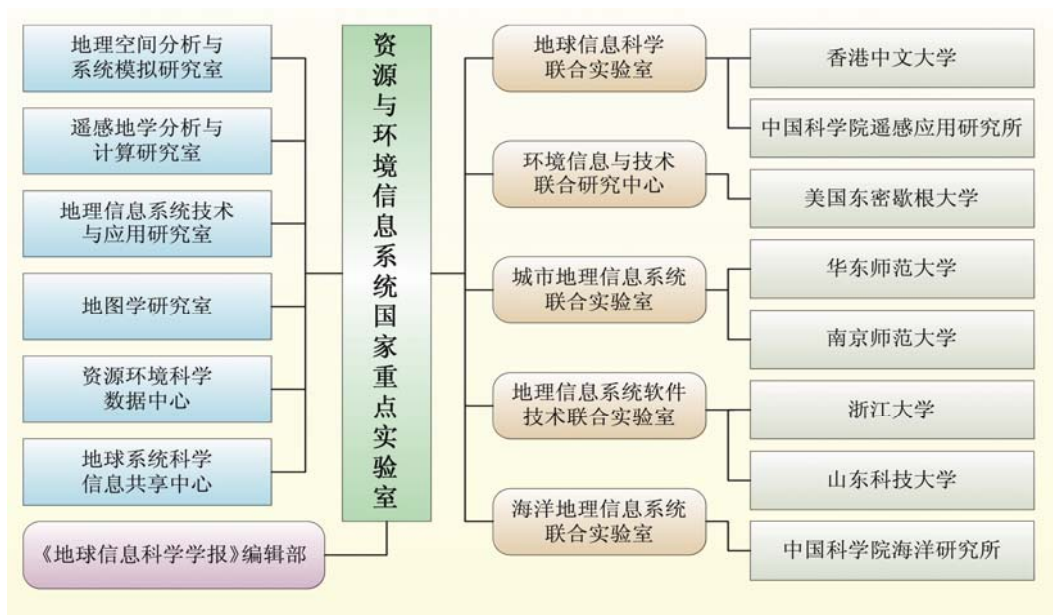 地理空间分析与
系统模拟研究室
遥感地学分析与
计算研究室
地理信息系统技术
与应用研究室
地图学研究室
资源环境科学
数据中心
地球系统科学
信息共享中心
《地球信息科学学报》编辑部
资源与环境信息系统国家重点实验室
地球信息科学
联合实验室
环境信息与技术
联合研究中心
城市地理信息系统
联合实验室
地理信息系统软件
技术联合实验室
海洋地理信息系统
联合实验室
香港中文大学
中国科学院遥感应用研究所
美国东密歇根大学
华东师范大学
南京师范大学
浙江大学
山东科技大学
中国科学院海洋研究所